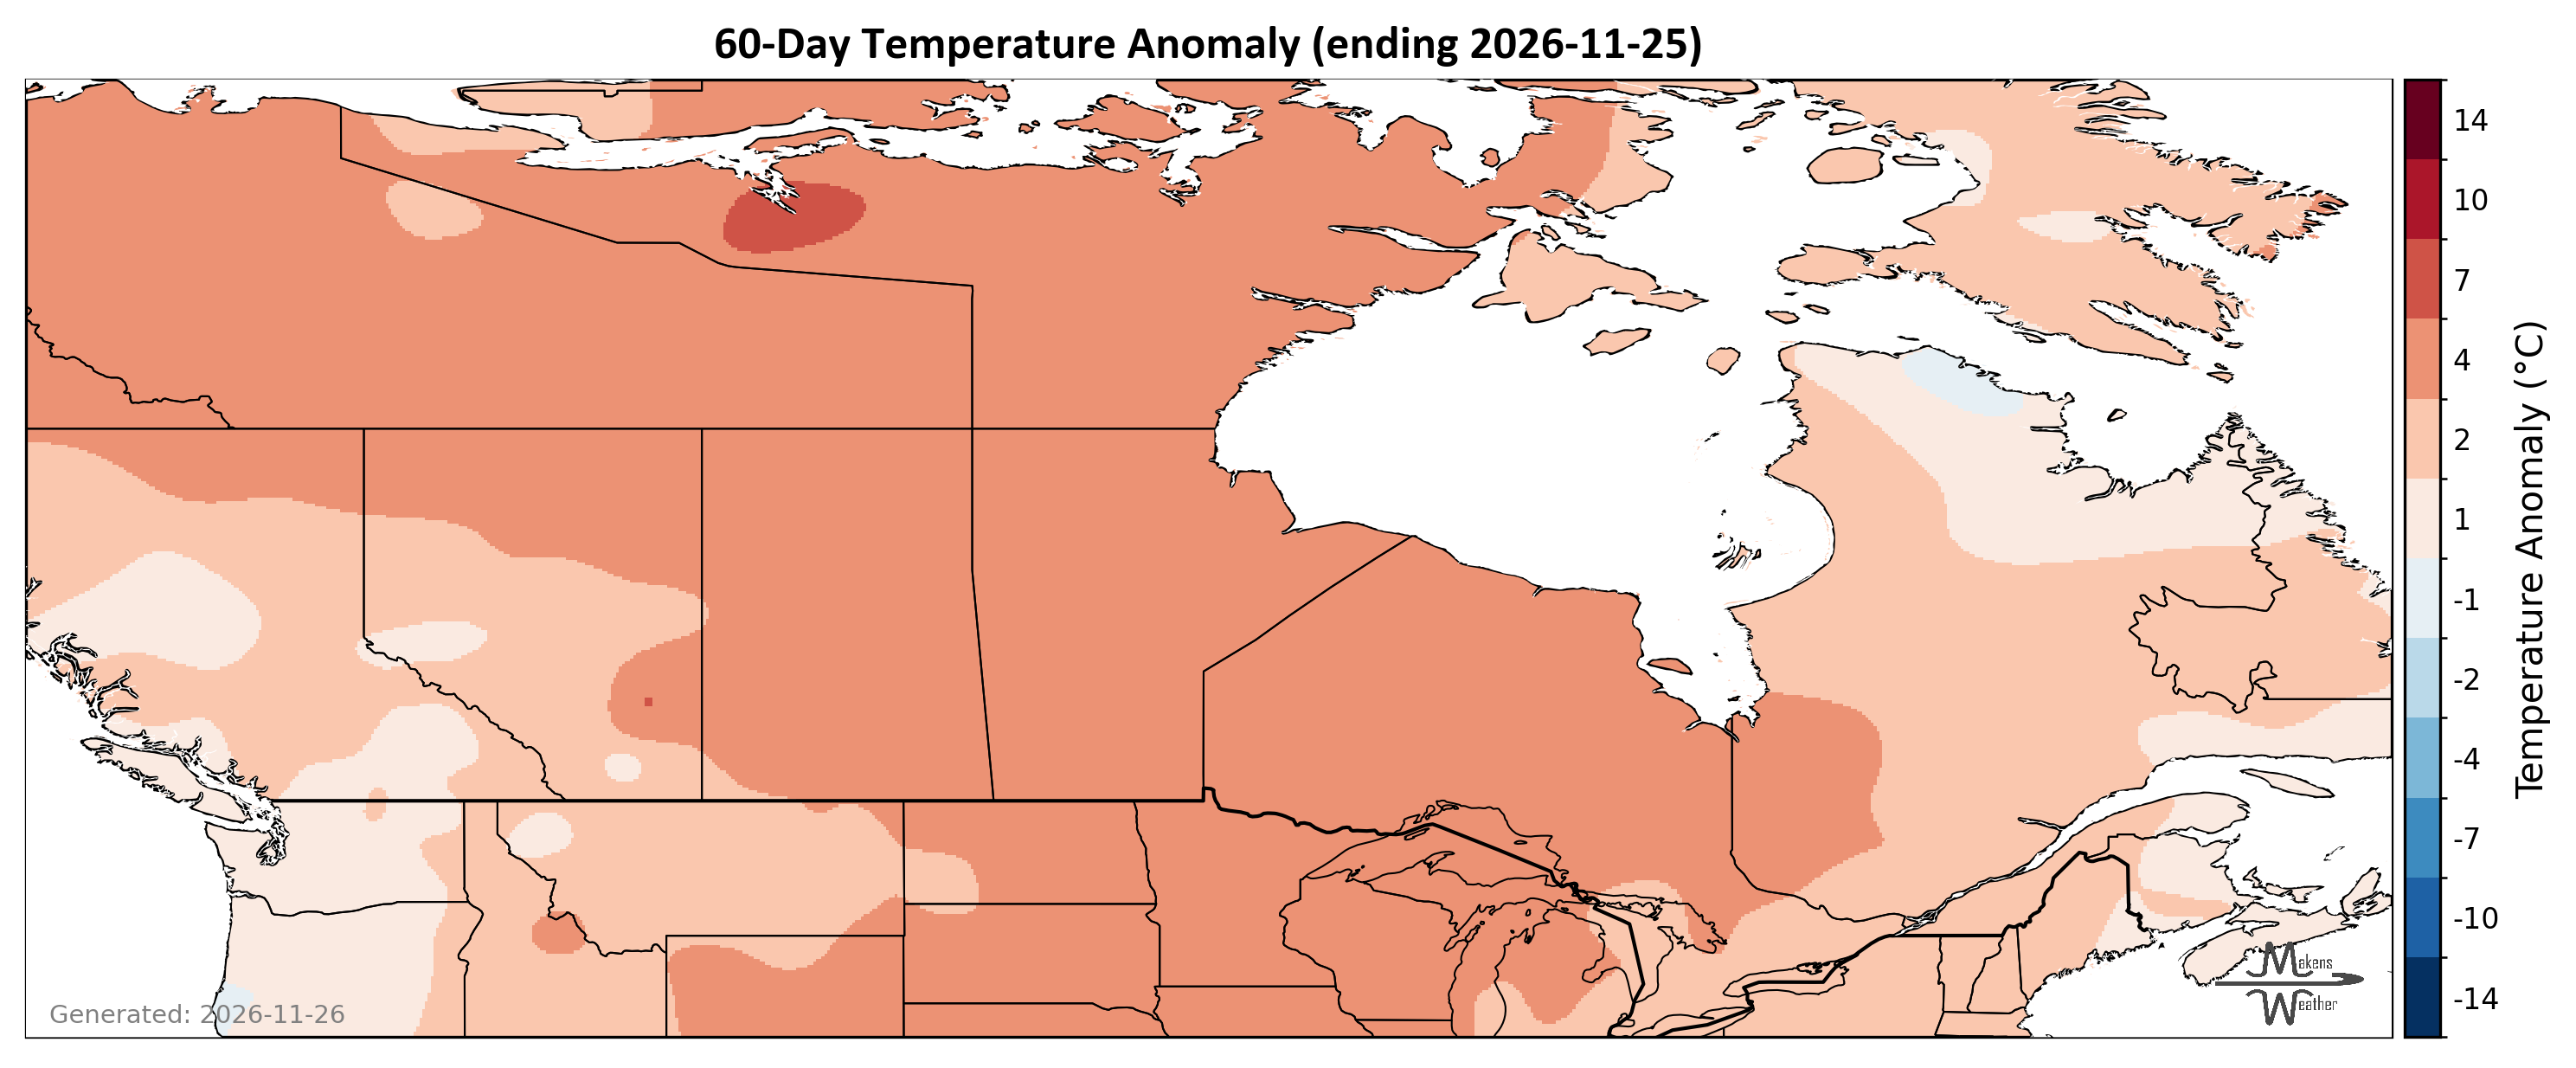 60-Day Temperature Anomaly (ending 2026-11-25)
14
10
7
4
2
1
-1
-2
-4
-7
-10
-14
Temperature Anomaly (°C)
Generated: 2026-11-26
Makens
Weather